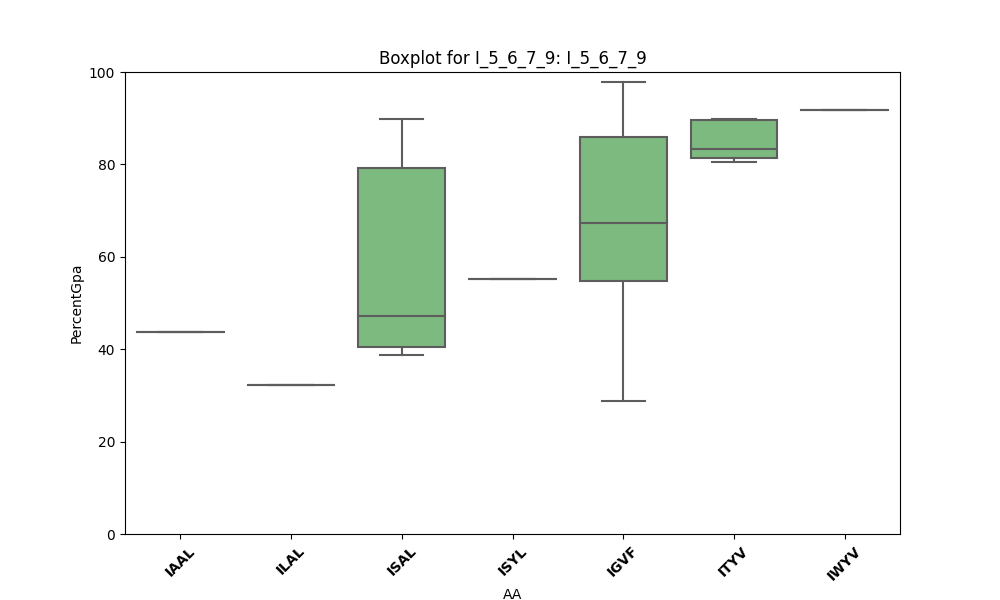 Boxplot for I_5_6_7_9: I_5_6_7_9
100
80
60
40
20
0
PercentGpa
IAAL
ILAL
ISAL
ISYL
IGVF
ITYV
IWYV
AA